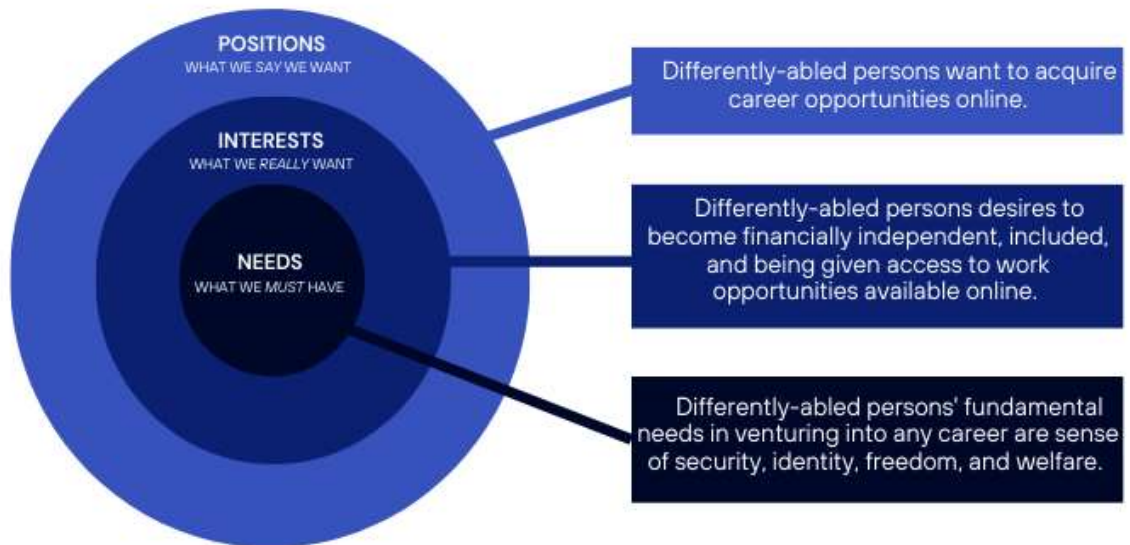 POSITIONS
WHAT WE SAY WE WANT
INTERESTS
WHAT WE REALLY WANT
NEEDS
WHAT WE MUST HAVE
Differently-abled persons want to acquire
career opportunities online.
Differently-abled persons desires to
become financially independent, included,
and being given access to work
opportunities available online.
Differently-abled persons' fundamental
needs in venturing into any career are sense
of security, identity, freedom, and welfare.